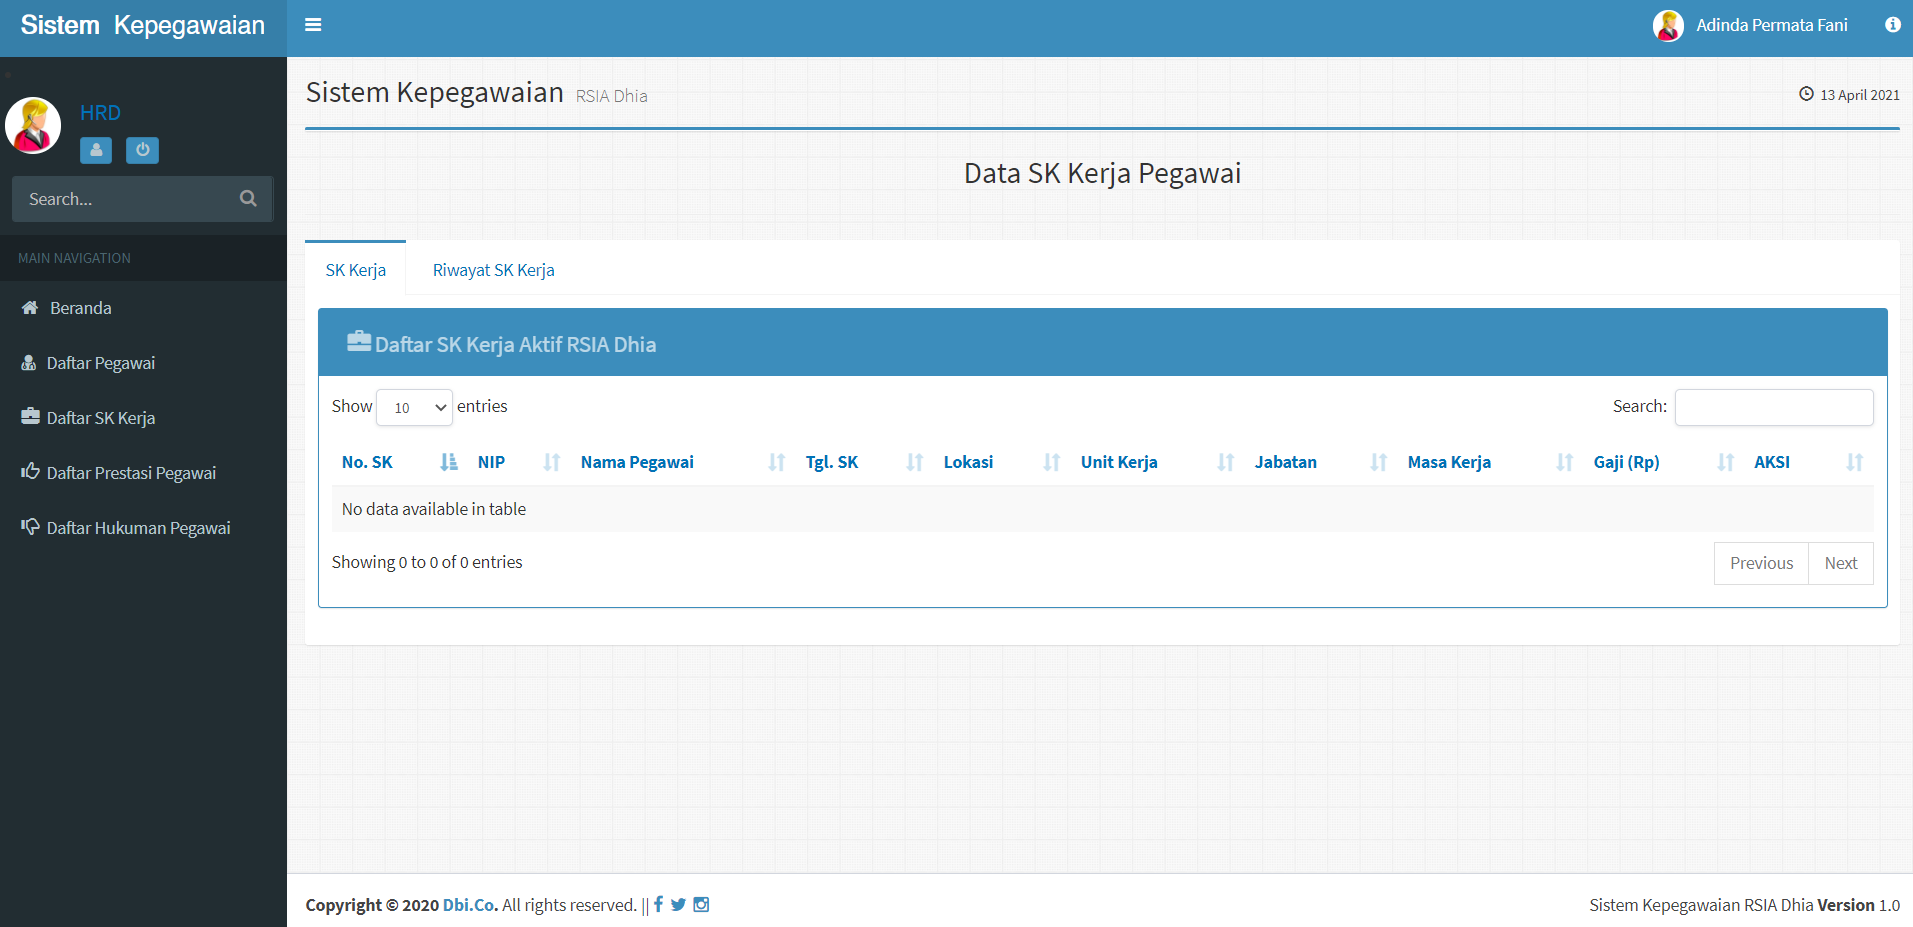 Sistem Kepegawaian
Adinda Permata Fani
HRD
Search...
MAIN NAVIGATION
Beranda
Daftar Pegawai
Daftar SK Kerja
Daftar Prestasi Pegawai
Daftar Hukuman Pegawai
Sistem Kepegawaian RSIA Dhia
13 April 2021
Data SK Kerja Pegawai
SK Kerja Riwayat SK Kerja
Daftar SK Kerja Aktif RSIA Dhia
Show 10 entries Search:
No. SK NIP Nama Pegawai Tgl. SK Lokasi Unit Kerja Jabatan Masa Kerja Gaji (Rp) AKSI
No data available in table
Showing 0 to 0 of 0 entries Previous Next
Copyright © 2020 Dbi.Co. All rights reserved. ||
Sistem Kepegawaian RSIA Dhia Version 1.0